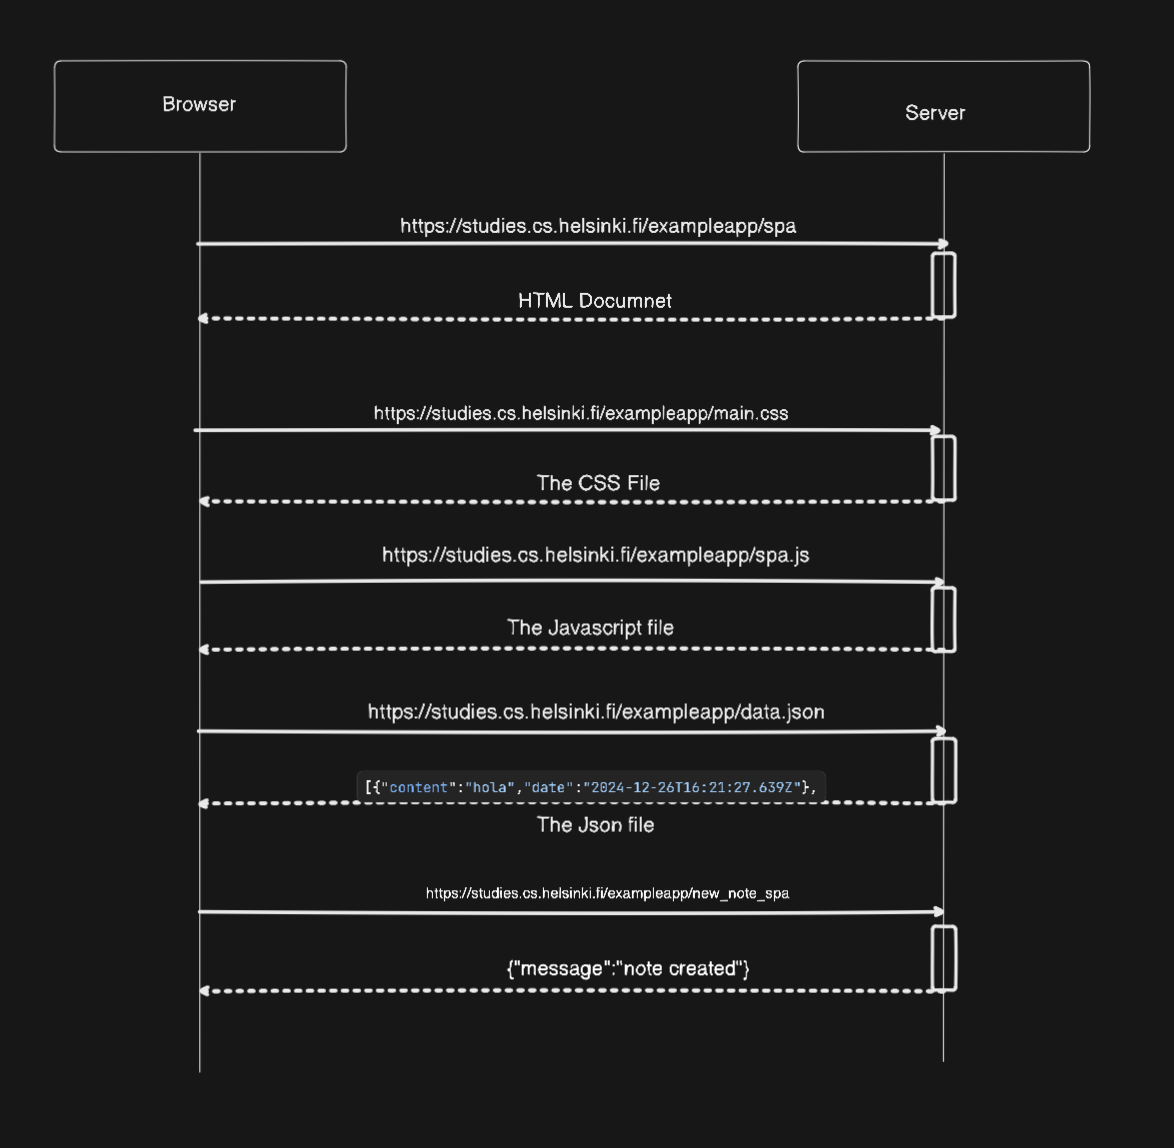 Browser
Server
https://studies.cs.helsinki.fi/exampleapp/spa
HTML Documnet
https://studies.cs.helsinki.fi/exampleapp/main.css
The CSS File
https://studies.cs.helsinki.fi/exampleapp/spa.js
The Javascript file
https://studies.cs.helsinki.fi/exampleapp/data.json
[{"content":"hola","date":"2024-12-26T16:21:27.639Z"},
The Json file
https://studies.cs.helsinki.fi/exampleapp/new_note_spa
{"message":"note created"}